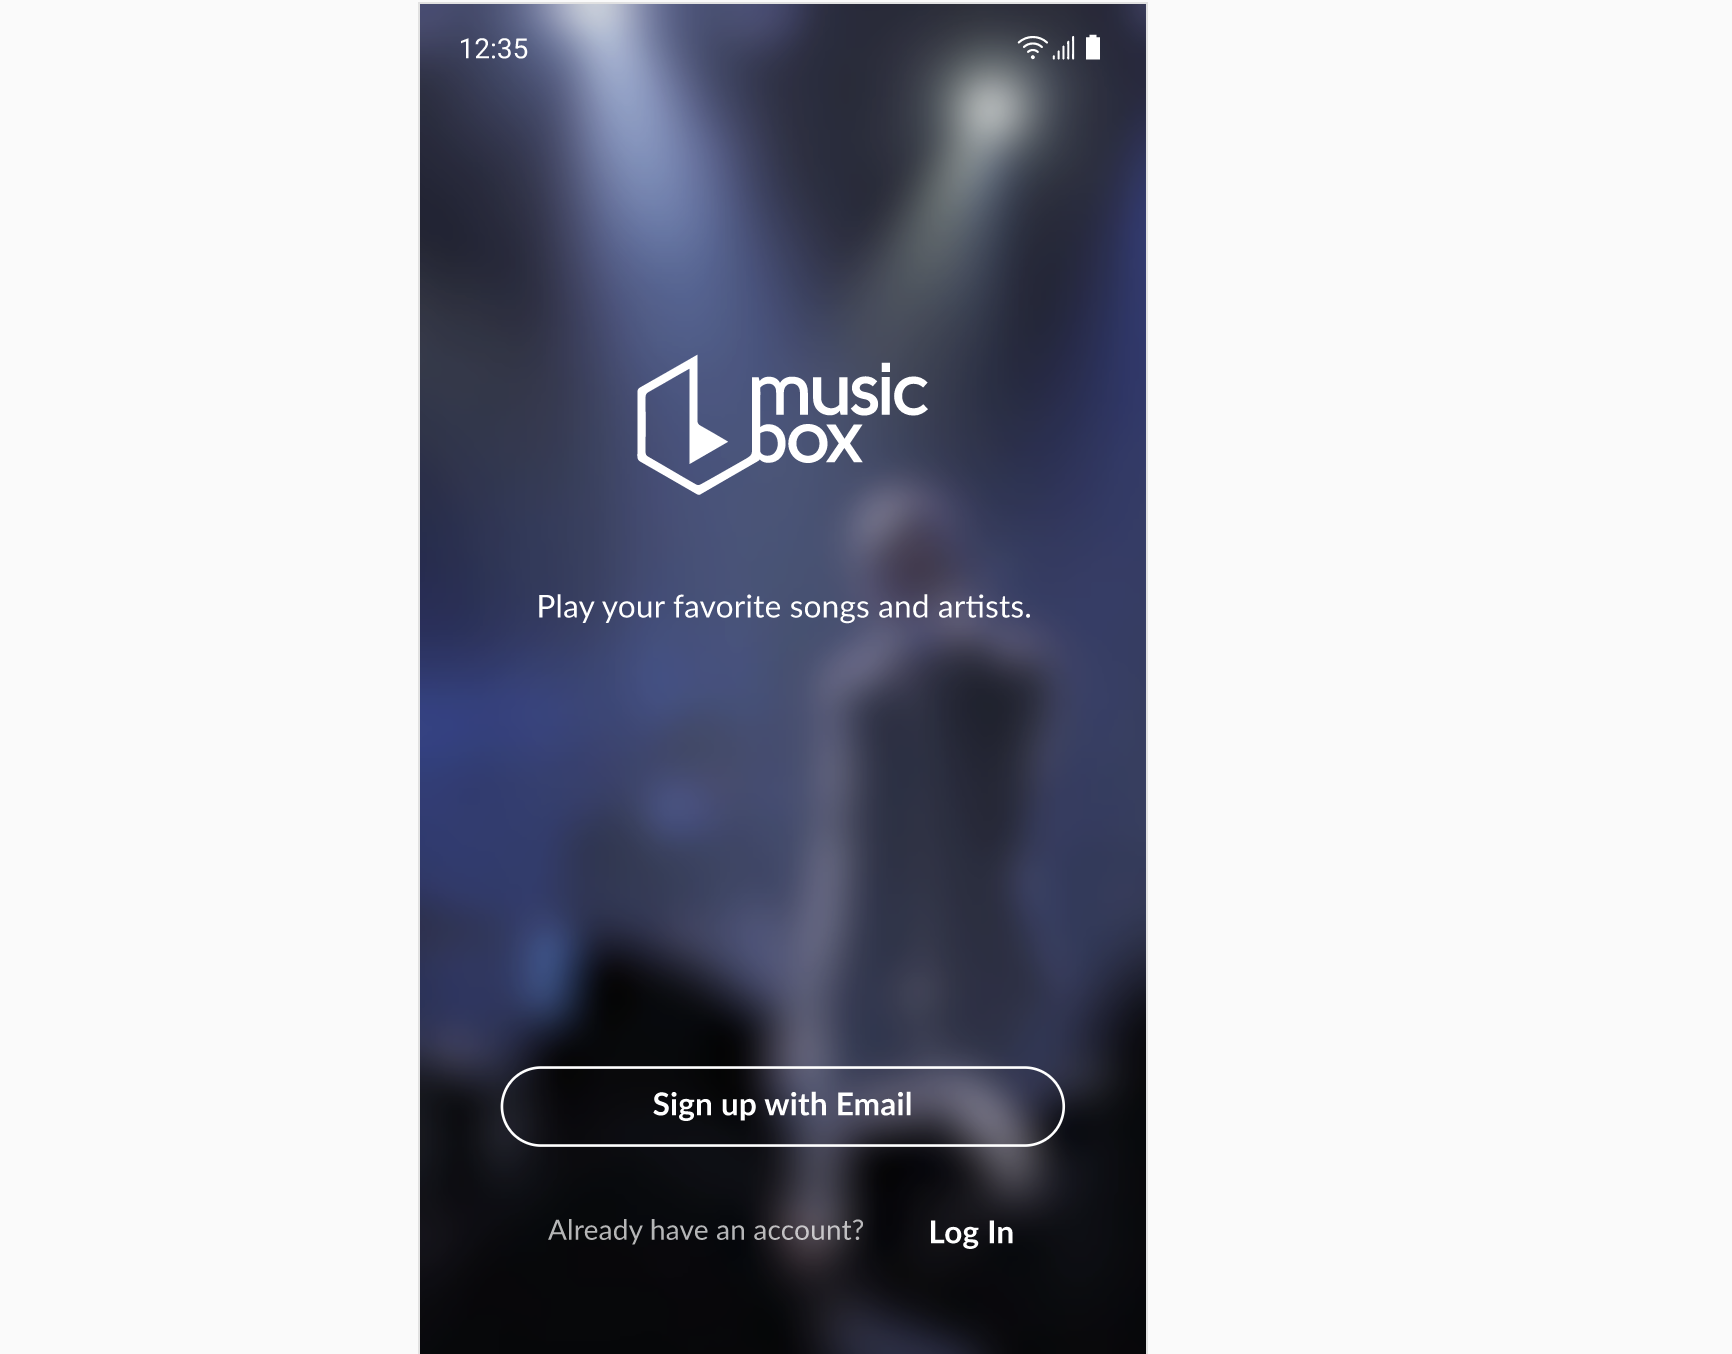 12:35
music
box
Play your favorite songs and artists.
Sign up with Email
Already have an account? Log In